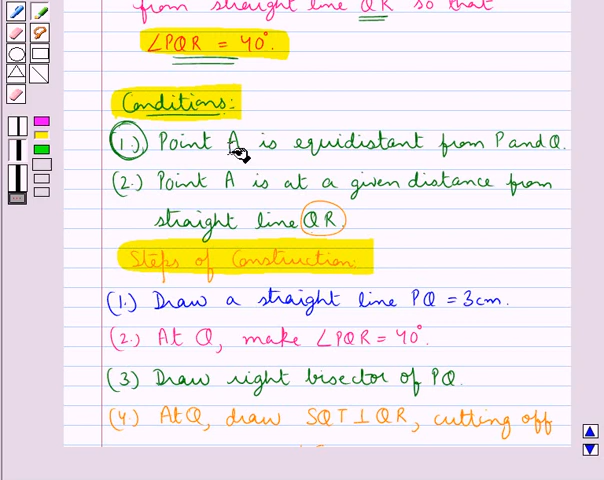 from straight line QR so that
∠PQR = 40°.
Conditions:
(1.) Point A is equidistant from P and Q.
(2.) Point A is at a given distance from
straight line QR.
Steps of Construction:
(1.) Draw a straight line PQ = 3cm.
(2.) At Q, make ∠PQR = 40°.
(3) Draw right bisector of PQ.
(4) At Q, draw SQT ⊥ QR, cutting off